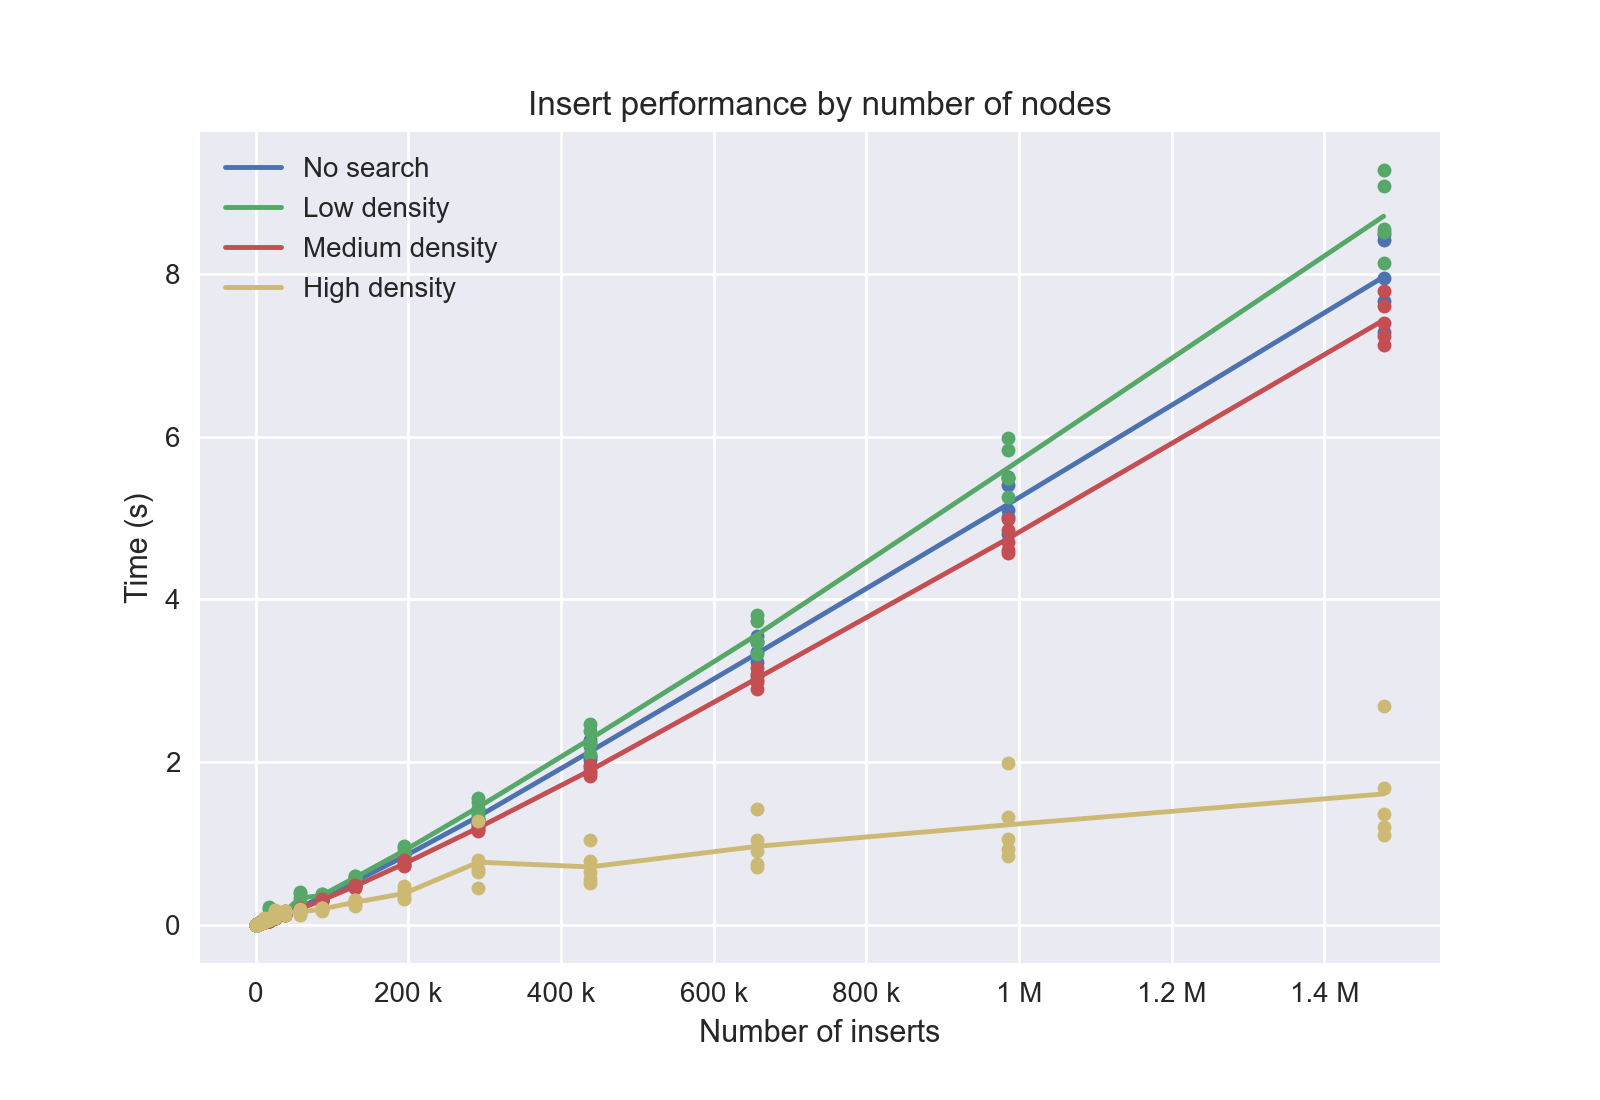 Insert performance by number of nodes
No search
Low density
Medium density
High density
8
6
4
2
0
Time (s)
0 200 k 400 k 600 k 800 k 1 M 1.2 M 1.4 M
Number of inserts